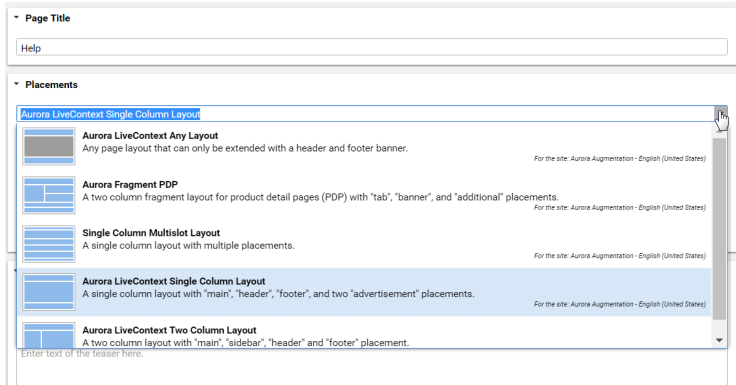 Page Title
Help
Placements
Aurora LiveContext Single Column Layout
Aurora LiveContext Any Layout
Any page layout that can only be extended with a header and footer banner.
For the site: Aurora Augmentation - English (United States)
Aurora Fragment PDP
A two column fragment layout for product detail pages (PDP) with "tab", "banner", and "additional" placements.
For the site: Aurora Augmentation - English (United States)
Single Column Multislot Layout
A single column layout with multiple placements.
For the site: Aurora Augmentation - English (United States)
Aurora LiveContext Single Column Layout
A single column layout with "main", "header", "footer", and two "advertisement" placements.
For the site: Aurora Augmentation - English (United States)
Aurora LiveContext Two Column Layout
A two column layout with "main", "sidebar", "header" and "footer" placement.
Enter text of the teaser here.